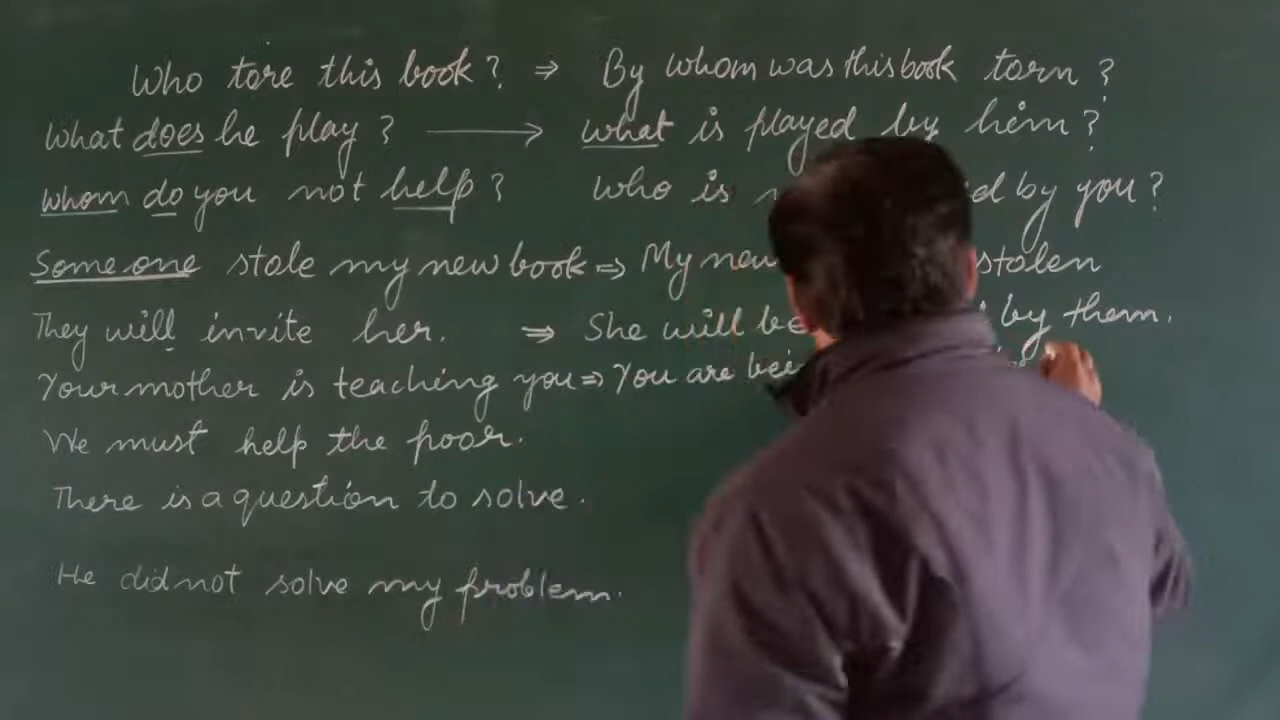 Who tore this book? ⇒ By whom was this book torn?
What does he play? → what is played by him?
whom do you not help? who is by you?
Someone stole my new book ⇒ My new stolen
They will invite her. ⇒ She will be by them.
Your mother is teaching you ⇒ You are
We must help the poor.
There is a question to solve.
He did not solve my problem.